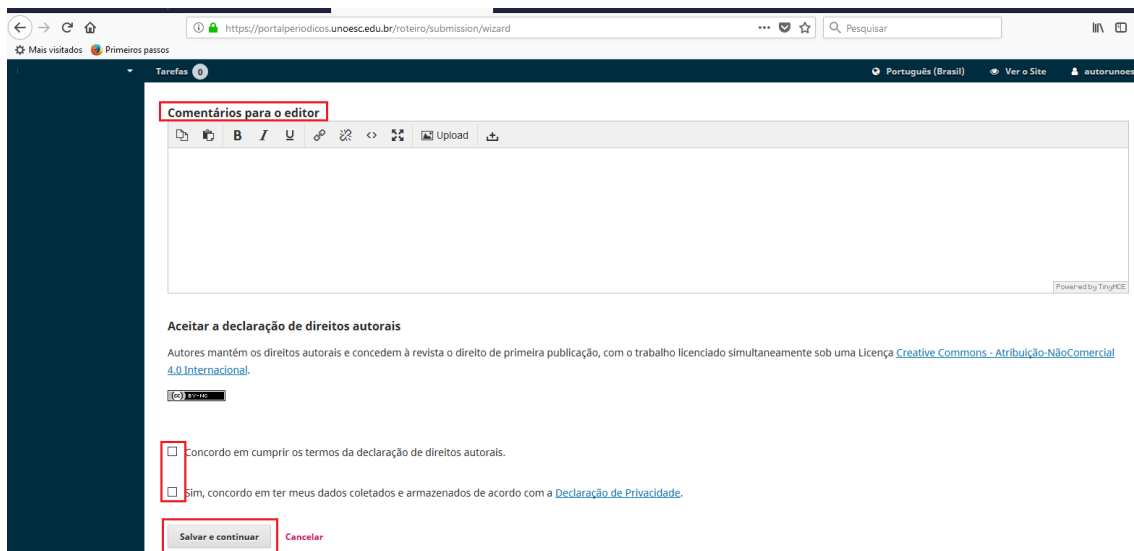 https://portalperiodicos.unoesc.edu.br/roteiro/submission/wizard
Pesquisar
Mais visitados
Primeiros passos
Tarefas 0
Português (Brasil)
Ver o Site
autorunoes
Comentários para o editor
B I U <> Upload
Powered by TinyMCE
Aceitar a declaração de direitos autorais
Autores mantém os direitos autorais e concedem à revista o direito de primeira publicação, com o trabalho licenciado simultaneamente sob uma Licença Creative Commons - Atribuição-NãoComercial
4.0 Internacional.
(cc) BY-NC
Concordo em cumprir os termos da declaração de direitos autorais.
Sim, concordo em ter meus dados coletados e armazenados de acordo com a Declaração de Privacidade.
Salvar e continuar
Cancelar